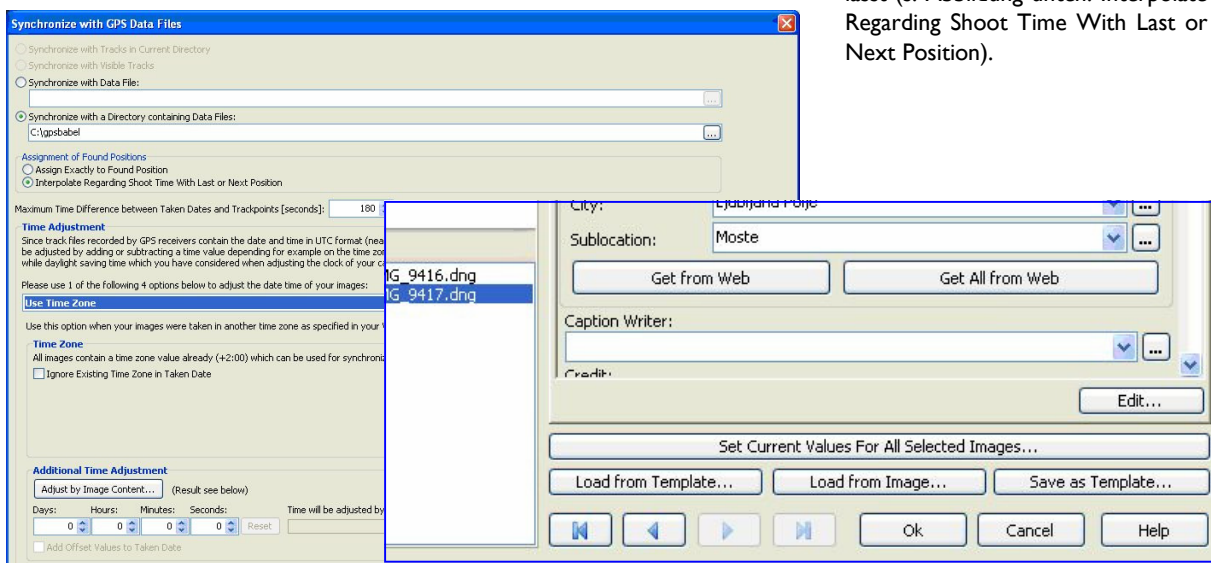 Synchronize with GPS Data Files
Synchronize with Tracks in Current Directory
Synchronize with Visible Tracks
Synchronize with Data File:
...
Synchronize with a Directory containing Data Files:
C:\gpsbabel
...
Assignment of Found Positions
Assign Exactly to Found Position
Interpolate Regarding Shoot Time With Last or Next Position
Maximum Time Difference between Taken Dates and Trackpoints [seconds]: 180
Time Adjustment
Since track files recorded by GPS receivers contain the date and time in UTC format (nea
be adjusted by adding or subtracting a time value depending for example on the time zon
while daylight saving time which you have considered when adjusting the clock of your ca
Please use 1 of the following 4 options below to adjust the date time of your images:
Use Time Zone
Use this option when your images were taken in another time zone as specified in your
Time Zone
All images contain a time zone value already (+2:00) which can be used for synchroniz
Ignore Existing Time Zone in Taken Date
Additional Time Adjustment
Adjust by Image Content... (Result see below)
Days: Hours: Minutes: Seconds: Time will be adjusted by
0 0 0 0 Reset
Add Offset Values to Taken Date
Regarding Shoot Time With Last or
Next Position).
IG_9416.dng
MG_9417.dng
City:
...
Sublocation: Moste ...
Get from Web Get All from Web
Caption Writer:
...
Credit:
Edit...
Set Current Values For All Selected Images...
Load from Template... Load from Image... Save as Template...
Ok Cancel Help